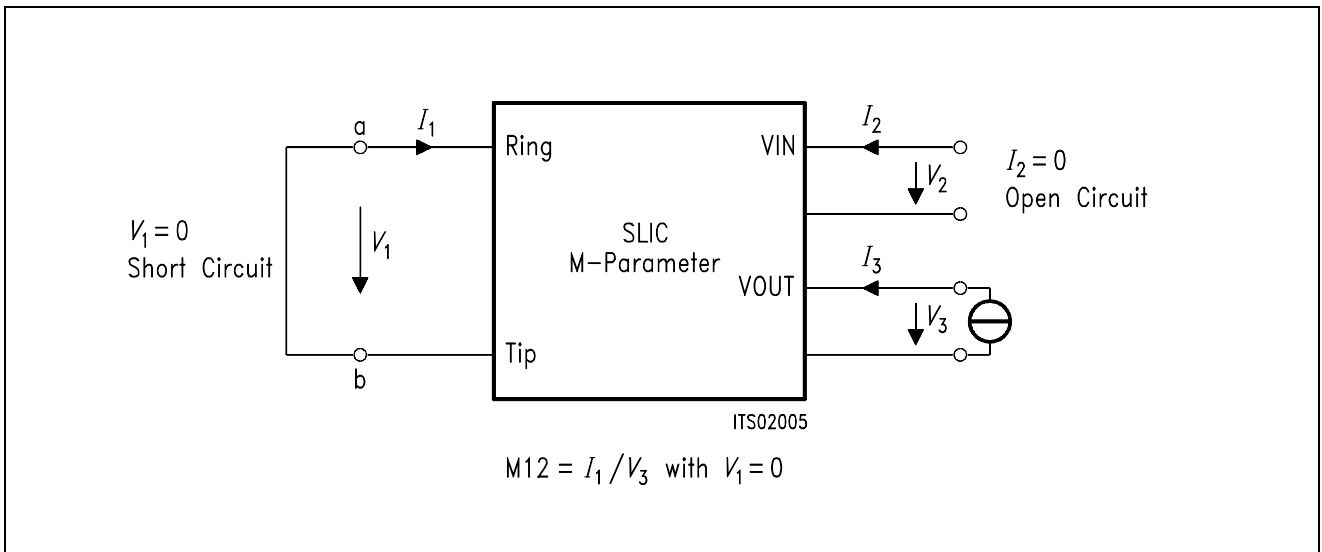 a
I₁
Ring
V₁ = 0
Short Circuit
V₁
b
Tip
SLIC
M-Parameter
VIN
VOUT
I₂
V₂
I₂ = 0
Open Circuit
I₃
V₃
ITS02005
M12 = I₁/V₃ with V₁ = 0